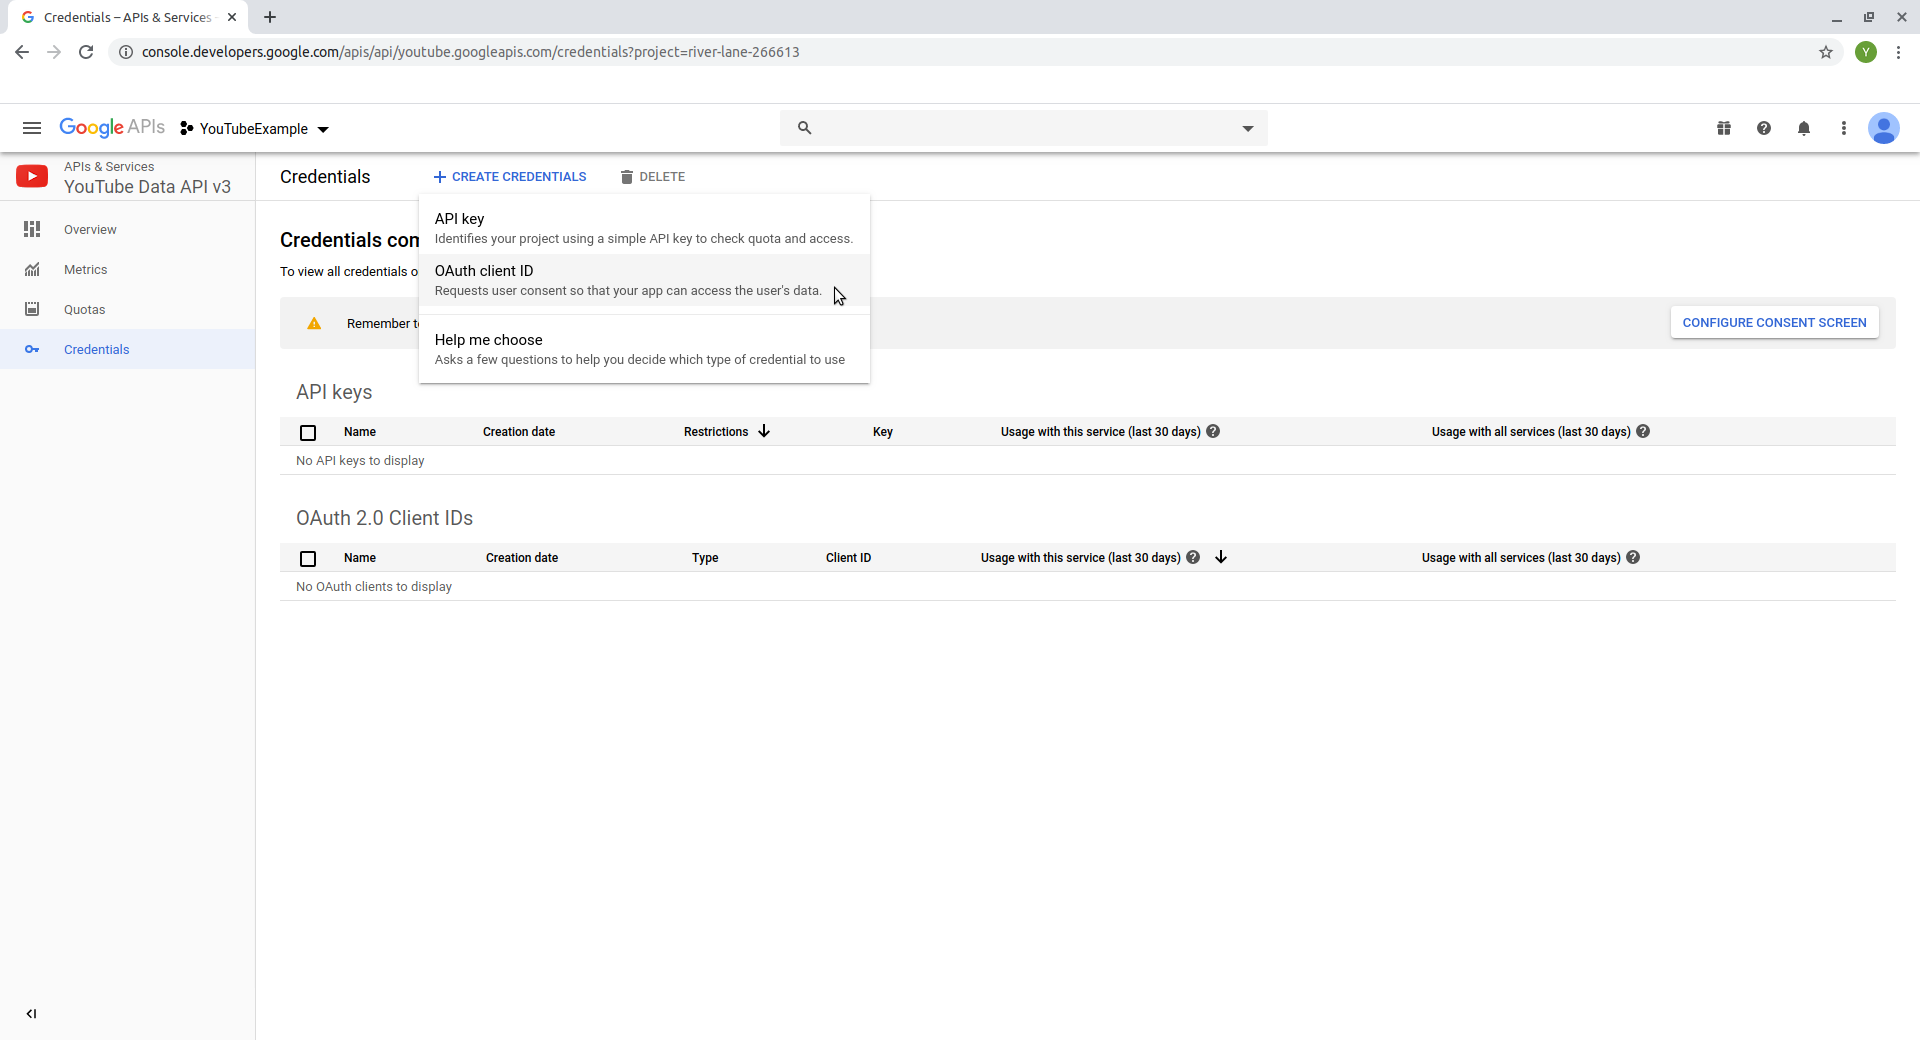 Credentials – APIs & Services
console.developers.google.com/apis/api/youtube.googleapis.com/credentials?project=river-lane-266613
Y
Google APIs
YouTubeExample
APIs & Services
YouTube Data API v3
Overview
Metrics
Quotas
Credentials
Credentials
CREATE CREDENTIALS
DELETE
API key
Identifies your project using a simple API key to check quota and access.
OAuth client ID
Requests user consent so that your app can access the user's data.
Help me choose
Asks a few questions to help you decide which type of credential to use
Credentials
To view all credentials
Remember
CONFIGURE CONSENT SCREEN
API keys
Name Creation date Restrictions Key Usage with this service (last 30 days) Usage with all services (last 30 days)
No API keys to display
OAuth 2.0 Client IDs
Name Creation date Type Client ID Usage with this service (last 30 days) Usage with all services (last 30 days)
No OAuth clients to display